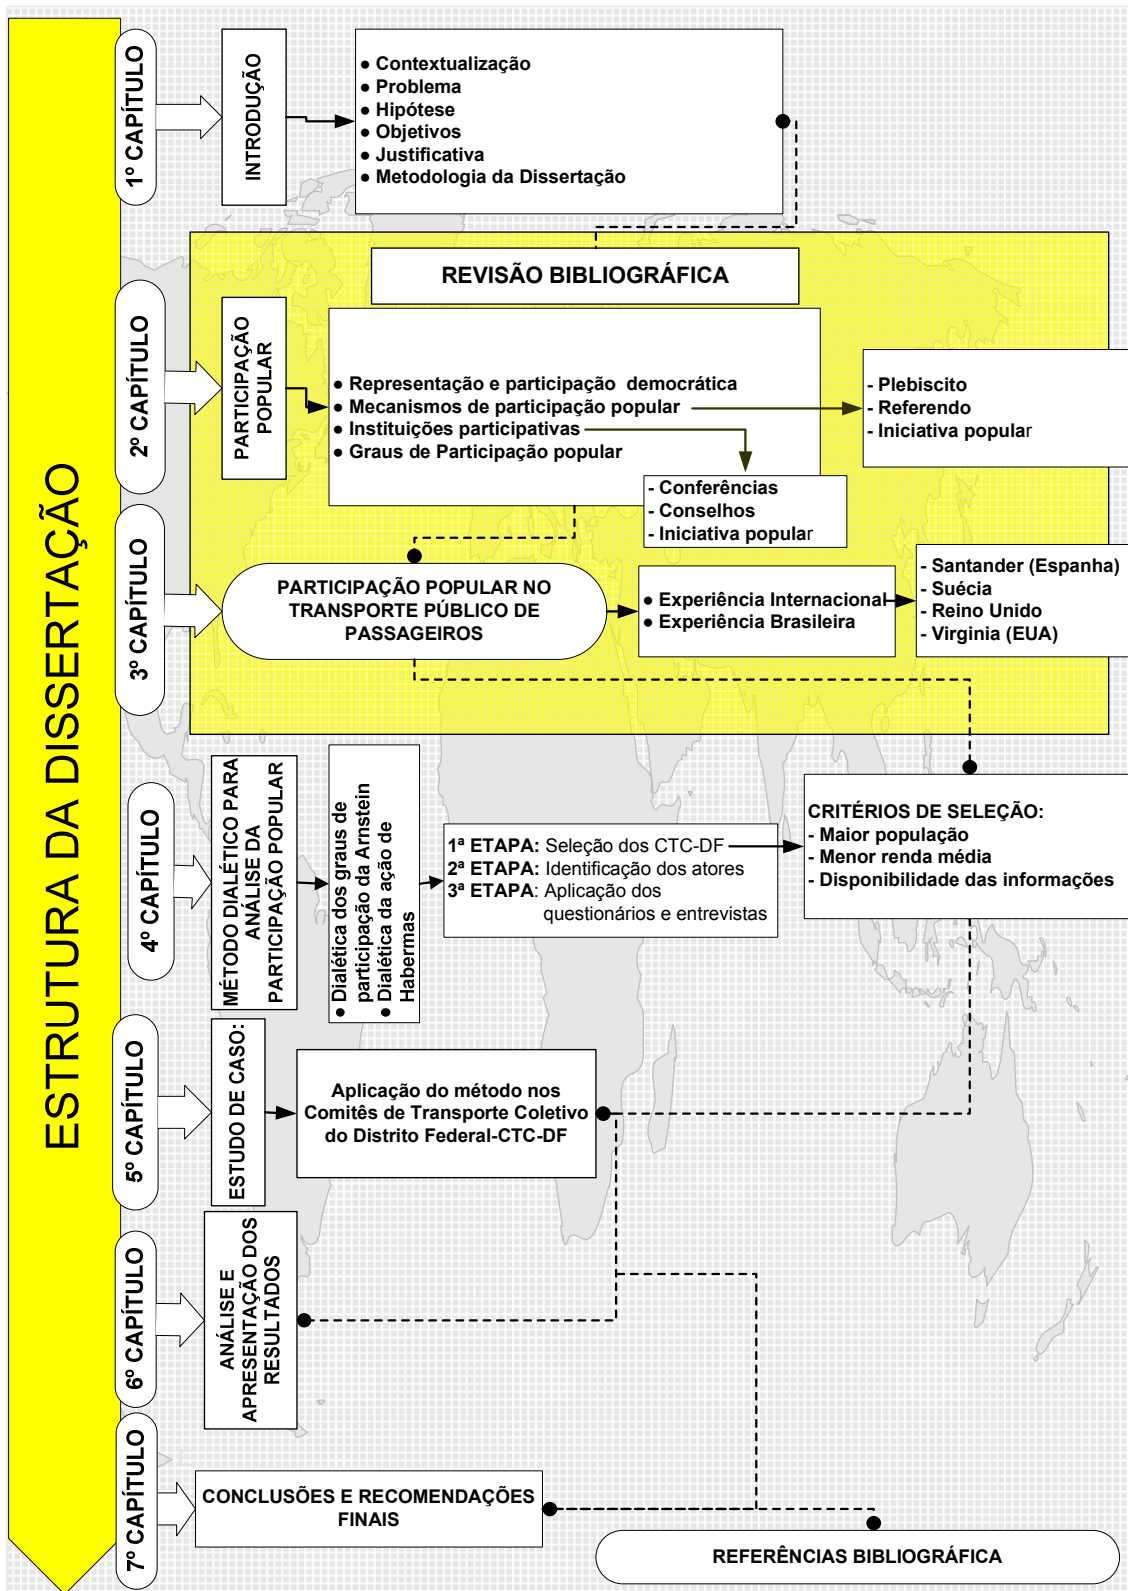 ESTRUTURA DA DISSERTAÇÃO
1º CAPÍTULO
INTRODUÇÃO
● Contextualização
● Problema
● Hipótese
● Objetivos
● Justificativa
● Metodologia da Dissertação
REVISÃO BIBLIOGRÁFICA
2º CAPÍTULO
PARTICIPAÇÃO
POPULAR
● Representação e participação democrática
● Mecanismos de participação popular
● Instituições participativas
● Graus de Participação popular
- Plebiscito
- Referendo
- Iniciativa popular
- Conferências
- Conselhos
- Iniciativa popular
3º CAPÍTULO
PARTICIPAÇÃO POPULAR NO
TRANSPORTE PÚBLICO DE
PASSAGEIROS
● Experiência Internacional
● Experiência Brasileira
- Santander (Espanha)
- Suécia
- Reino Unido
- Virginia (EUA)
4º CAPÍTULO
MÉTODO DIALÉTICO PARA
ANÁLISE DA
PARTICIPAÇÃO POPULAR
● Dialética dos graus de
participação da Arnstein
● Dialética da ação de
Habermas
1ª ETAPA: Seleção dos CTC-DF
2ª ETAPA: Identificação dos atores
3ª ETAPA: Aplicação dos
questionários e entrevistas
CRITÉRIOS DE SELEÇÃO:
- Maior população
- Menor renda média
- Disponibilidade das informações
5º CAPÍTULO
ESTUDO DE CASO:
Aplicação do método nos
Comitês de Transporte Coletivo
do Distrito Federal-CTC-DF
6º CAPÍTULO
ANÁLISE E
APRESENTAÇÃO DOS
RESULTADOS
7º CAPÍTULO
CONCLUSÕES E RECOMENDAÇÕES
FINAIS
REFERÊNCIAS BIBLIOGRÁFICA